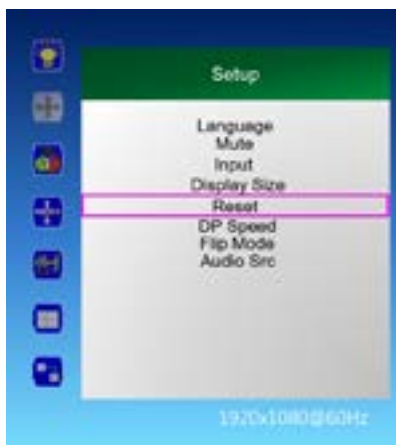 Setup
Language
Mute
Input
Display Size
Reset
DP Speed
Flip Mode
Audio Src
1920x1080@60Hz